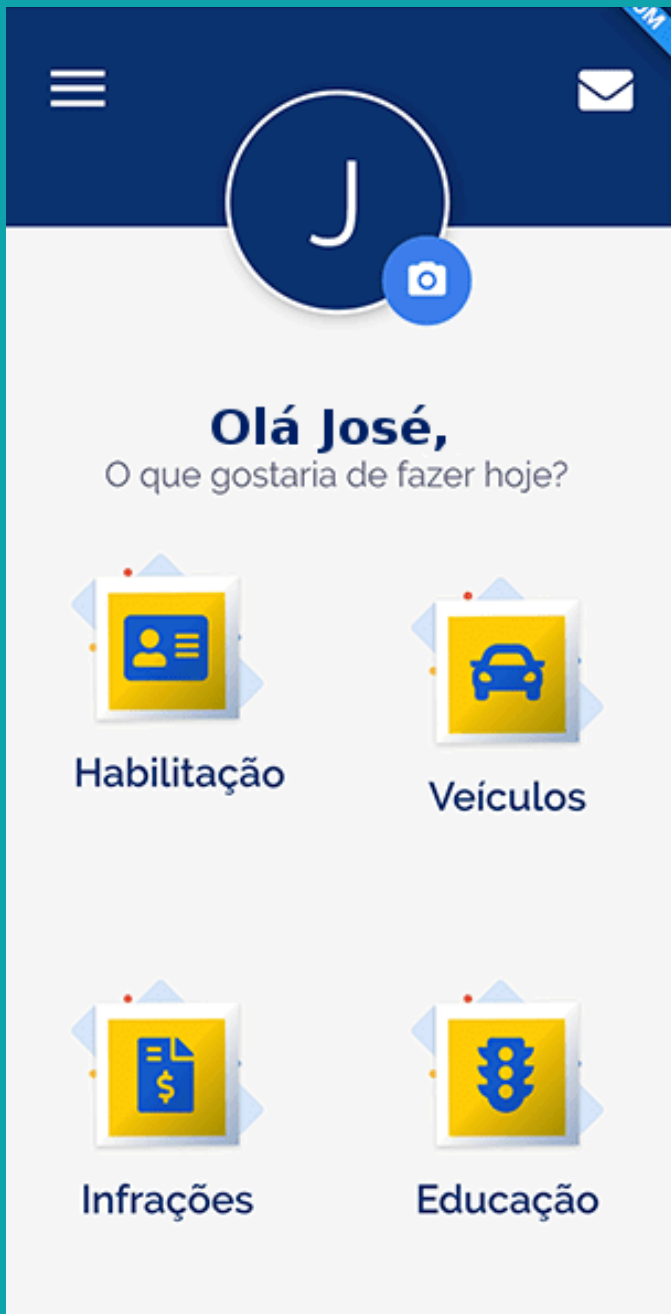 J
Olá José,
O que gostaria de fazer hoje?
Habilitação
Veículos
$
Infrações
Educação